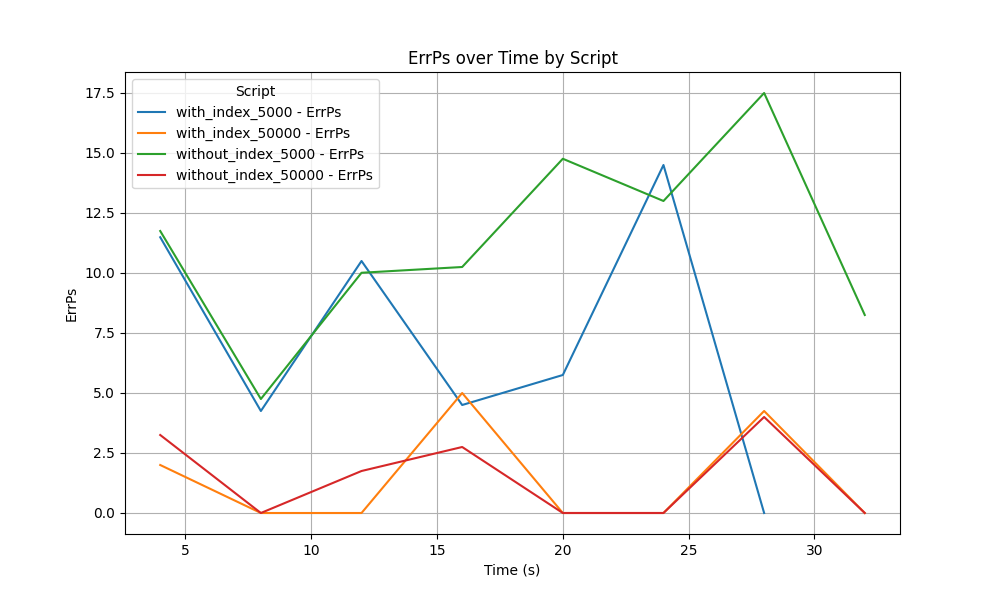 ErrPs over Time by Script
Script
with_index_5000 - ErrPs
with_index_50000 - ErrPs
without_index_5000 - ErrPs
without_index_50000 - ErrPs
ErrPs
17.5
15.0
12.5
10.0
7.5
5.0
2.5
0.0
5
10
15
20
25
30
Time (s)